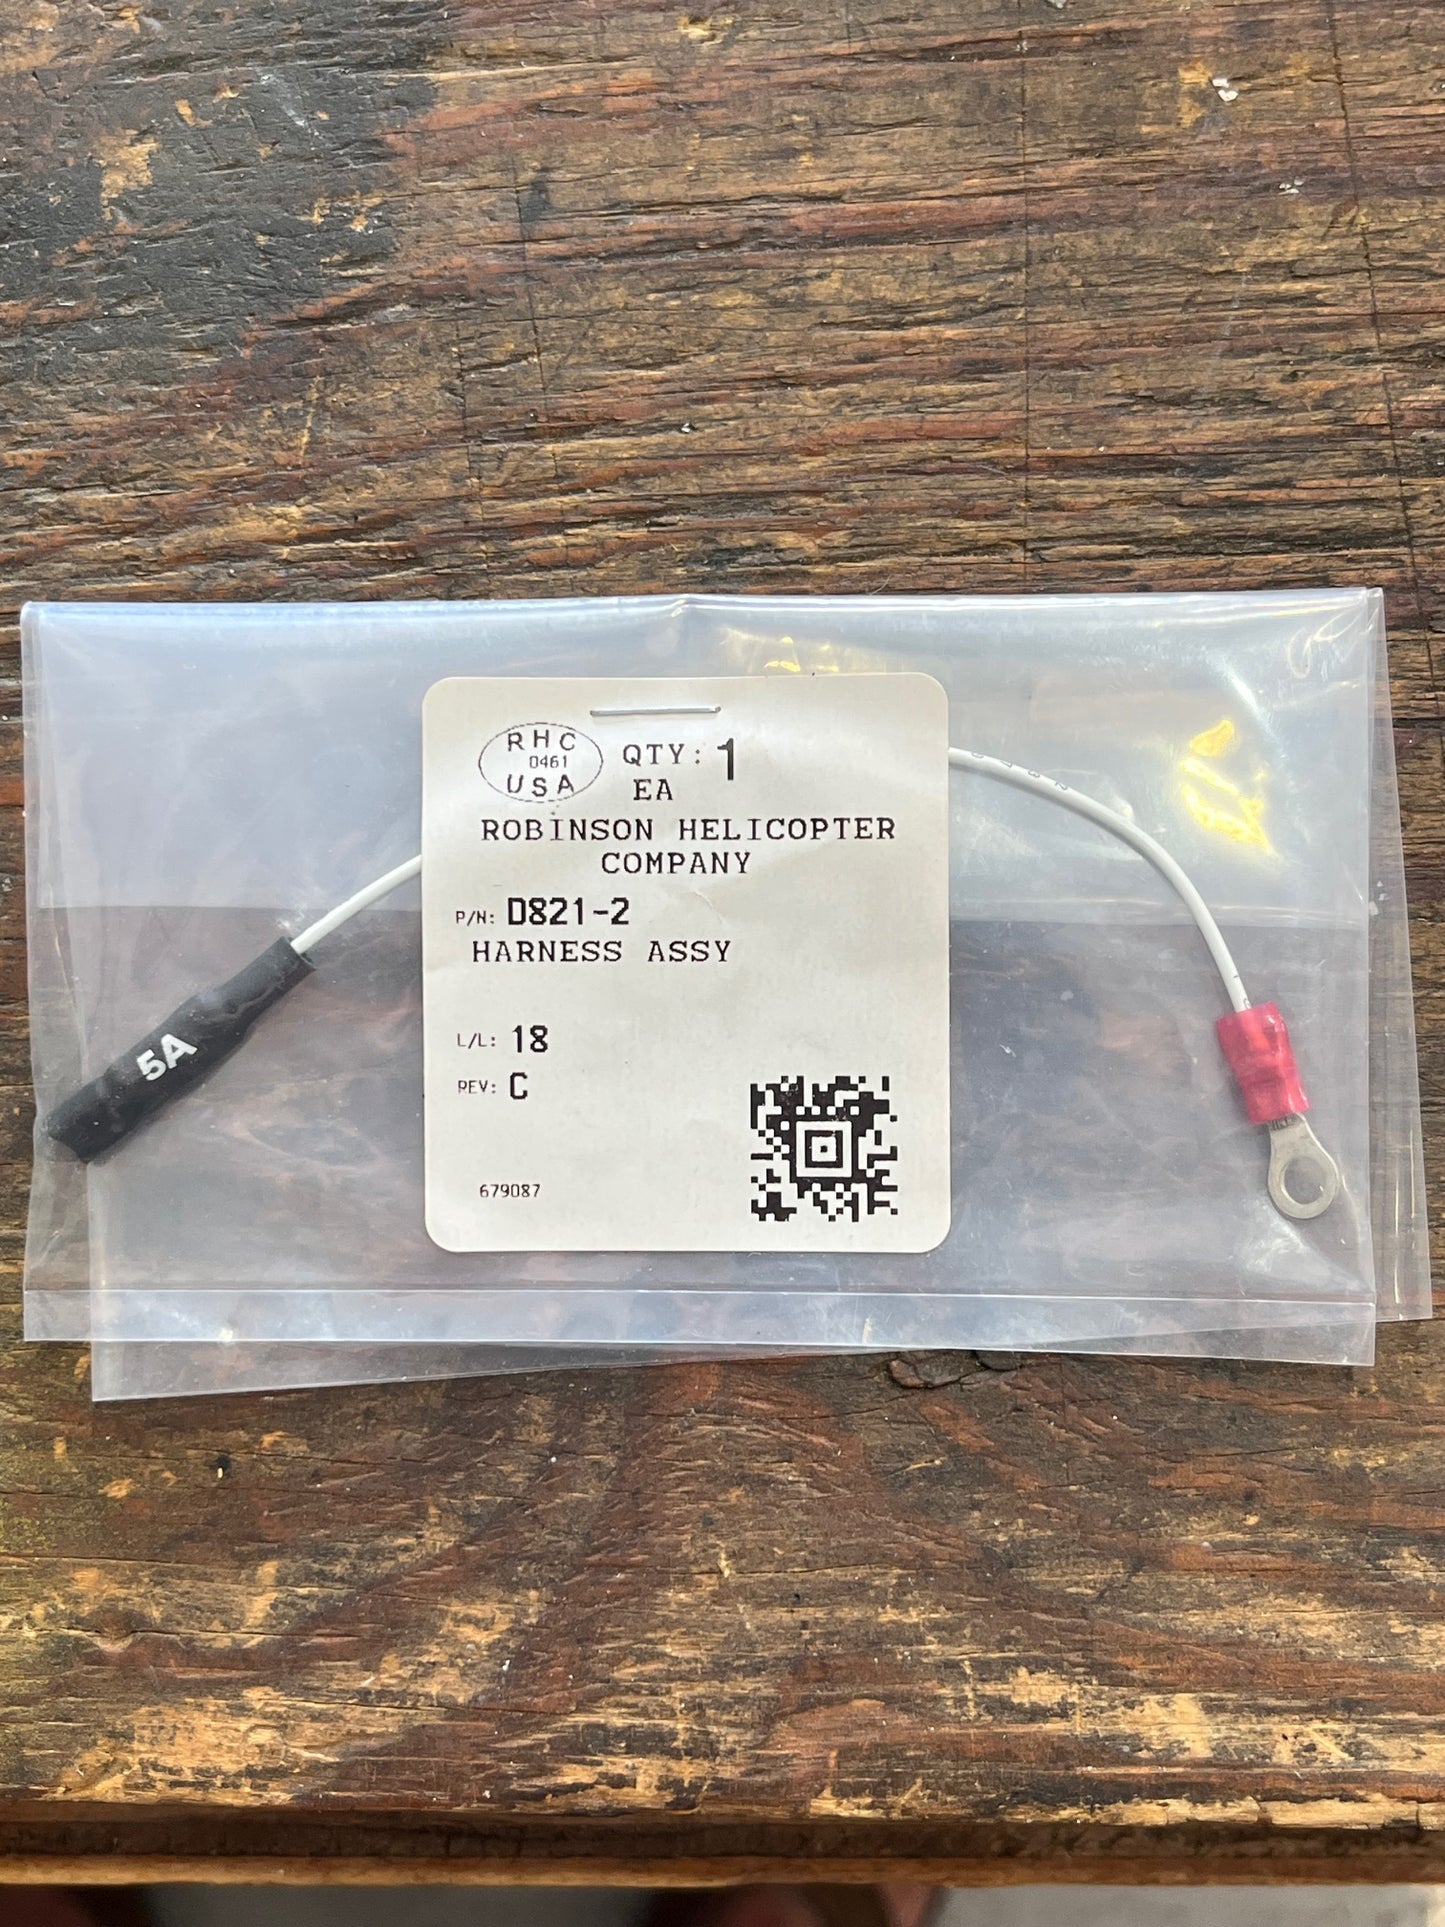 RHC
0461
USA
QTY: 1
EA
ROBINSON HELICOPTER
COMPANY
P/N: D821-2
HARNESS ASSY
L/L: 18
REV: C
679087
5A